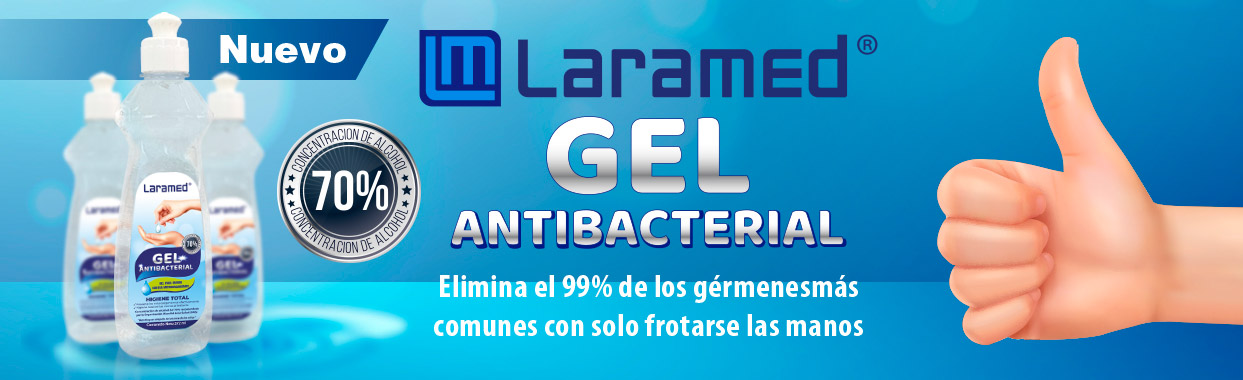 Nuevo
Laramed®
GEL
ANTIBACTERIAL
Elimina el 99% de los gérmenesmás
comunes con solo frotarse las manos
CONCENTRACION DE ALCOHOL
70%
CONCENTRACION DE ALCOHOL
Laramed®
70%
GEL
ANTIBACTERIAL
HIGIENE TOTAL